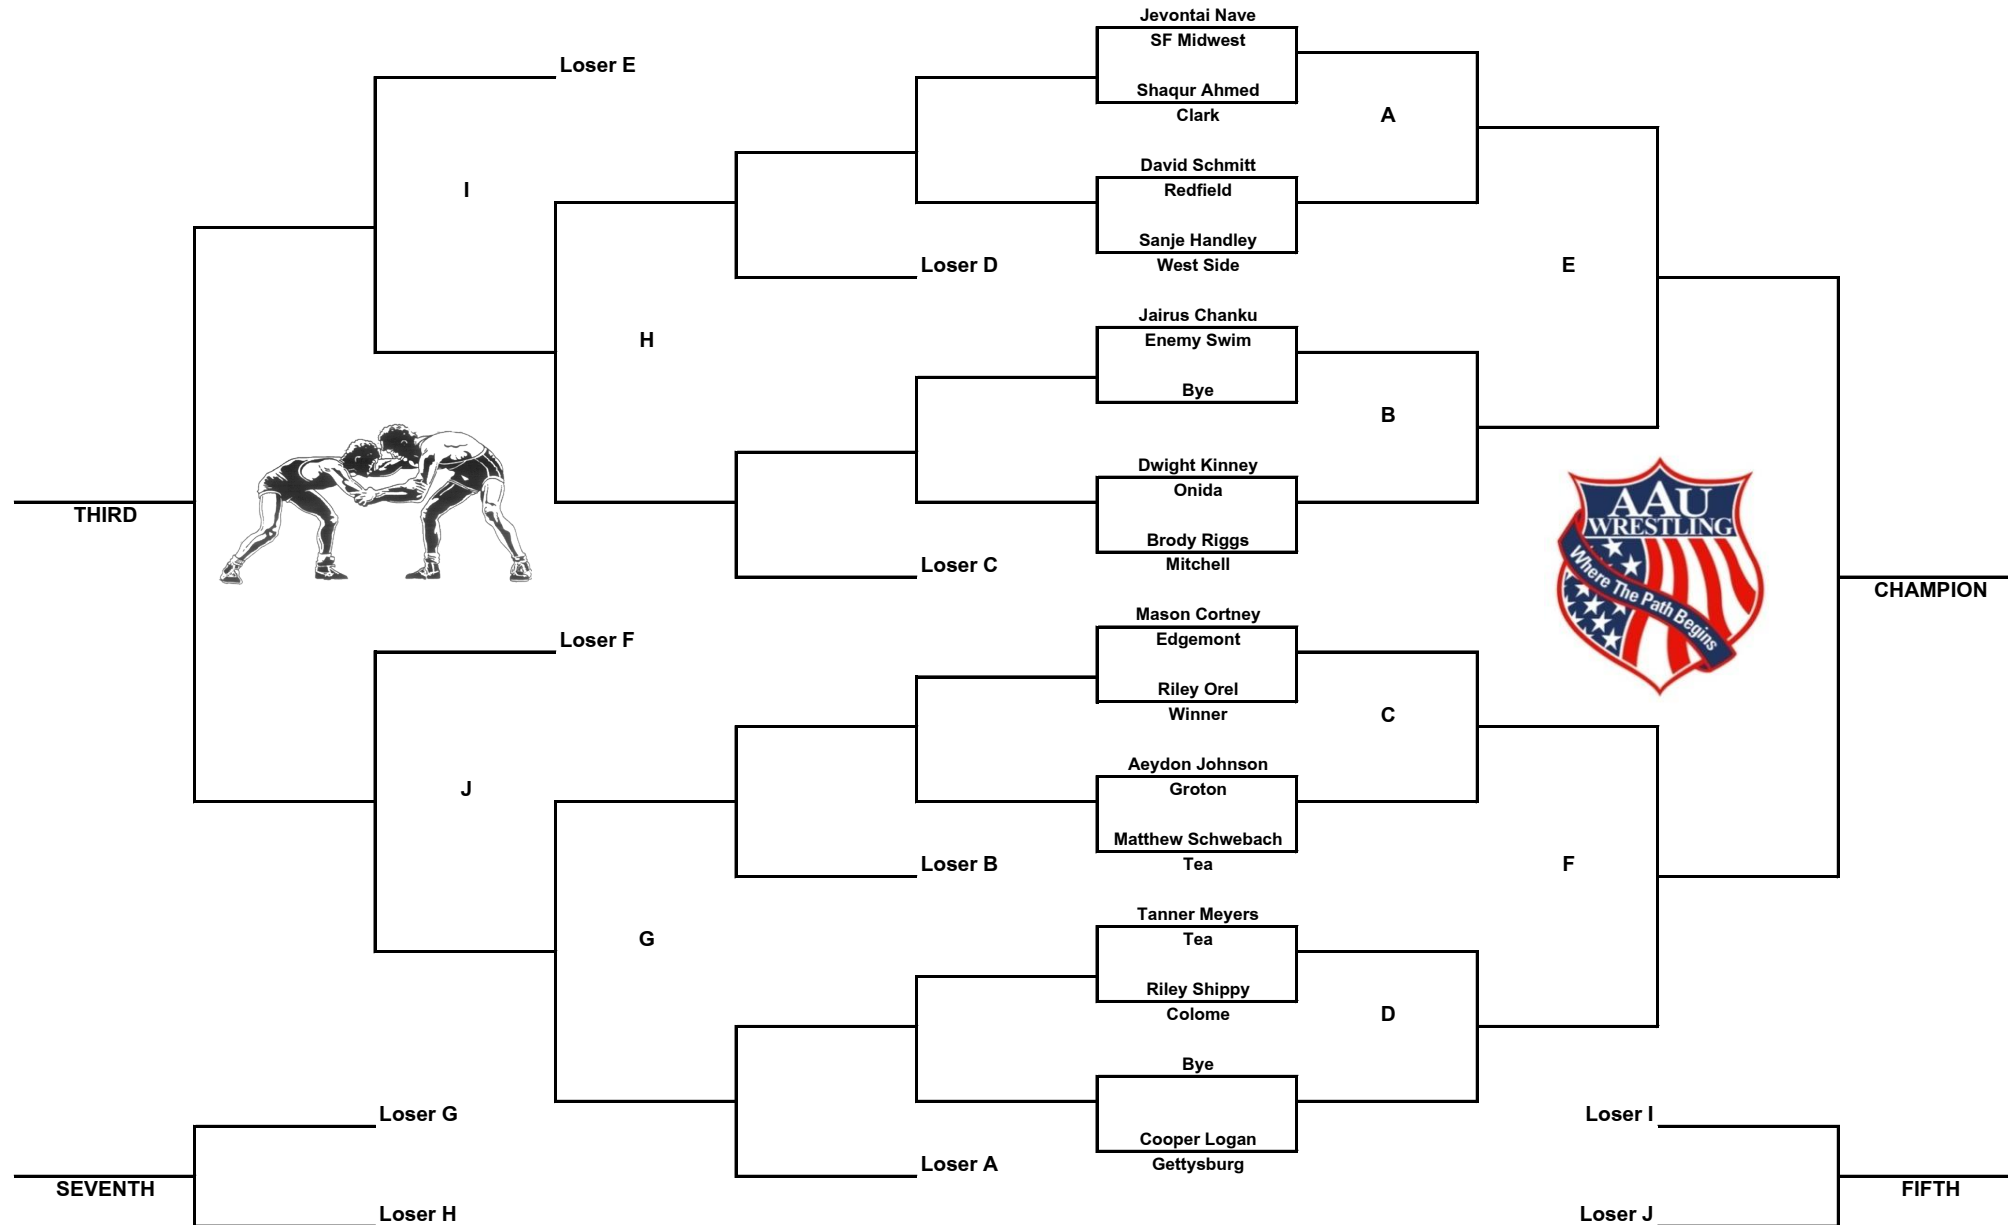 Jevontai Nave
SF Midwest
Loser E
Shaqur Ahmed
Clark
A
David Schmitt
Redfield
I
Sanje Handley
West Side
Loser D
E
Jairus Chanku
Enemy Swim
H
Bye
B
Dwight Kinney
Onida
THIRD
Brody Riggs
Mitchell
Loser C
AAU
WRESTLING
Where The Path Begins
CHAMPION
Mason Cortney
Edgemont
Loser F
Riley Orel
Winner
C
Aeydon Johnson
Groton
J
Matthew Schwebach
Tea
Loser B
F
Tanner Meyers
Tea
G
Riley Shippy
Colome
D
Bye
Loser G
Loser I
Cooper Logan
Gettysburg
Loser A
SEVENTH
FIFTH
Loser H
Loser J